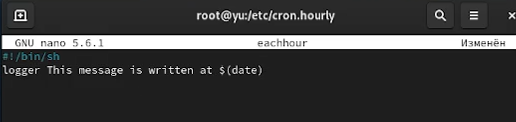 root@yu:/etc/cron.hourly
GNU nano 5.6.1 eachhour Изменён
#!/bin/sh
logger This message is written at $(date)